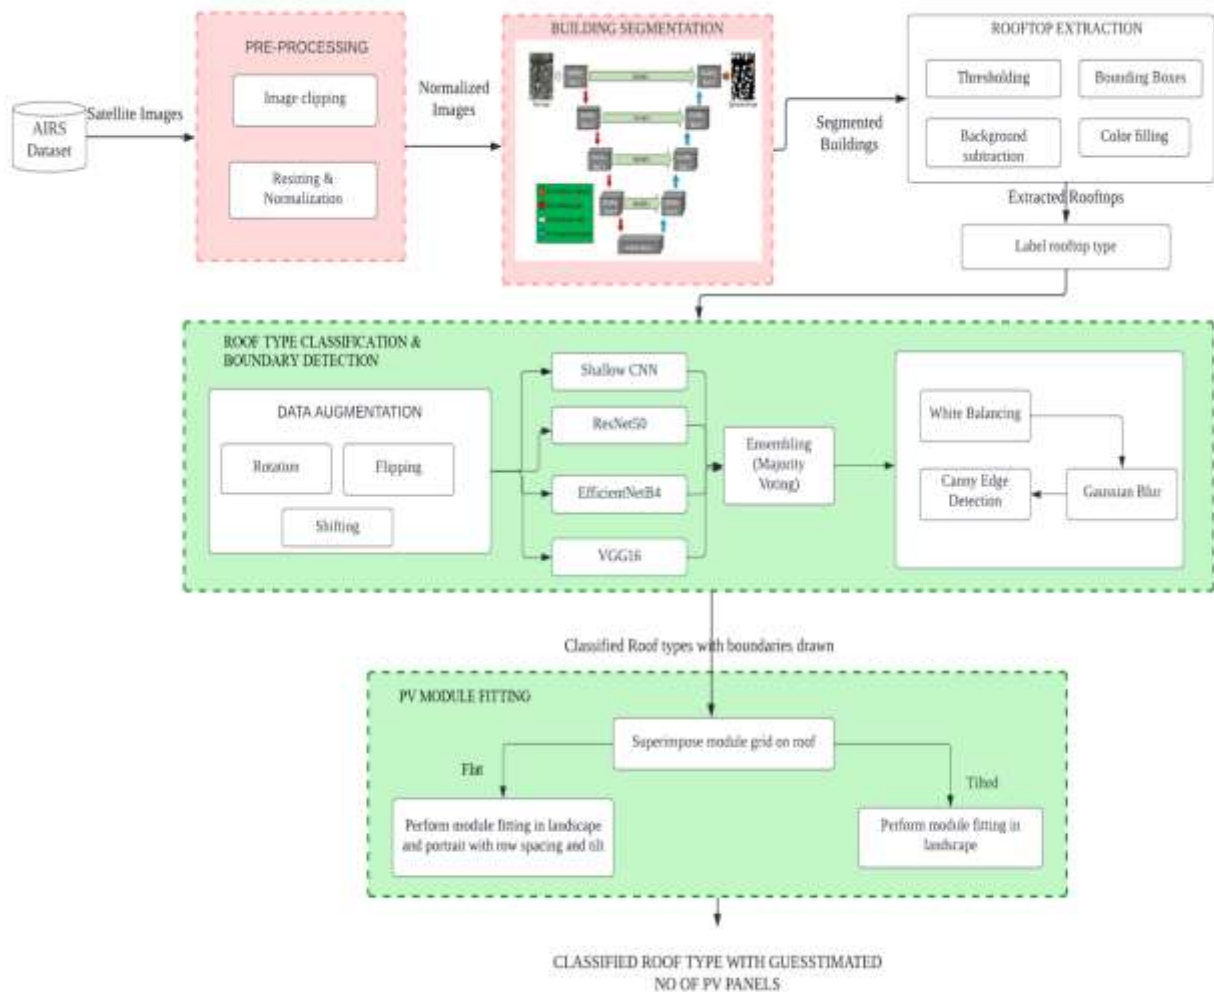 AIRS
Dataset
Satellite Images
PRE-PROCESSING
Image clipping
Resizing &
Normalization
Normalized
Images
BUILDING SEGMENTATION
Segmented
Buildings
ROOFTOP EXTRACTION
Thresholding
Bounding Boxes
Background
subtraction
Color filling
Extracted Rooftops
Label rooftop type
ROOF TYPE CLASSIFICATION &
BOUNDARY DETECTION
DATA AUGMENTATION
Rotation
Flipping
Shifting
Shallow CNN
ResNet50
EfficientNetB4
VGG16
Ensembling
(Majority
Voting)
White Balancing
Canny Edge
Detection
Gaussian Blur
Classified Roof types with boundaries drawn
PV MODULE FITTING
Superimpose module grid on roof
Flat
Tilted
Perform module fitting in landscape
and portrait with row spacing and tilt
Perform module fitting in
landscape
CLASSIFIED ROOF TYPE WITH GUESSTIMATED
NO OF PV PANELS